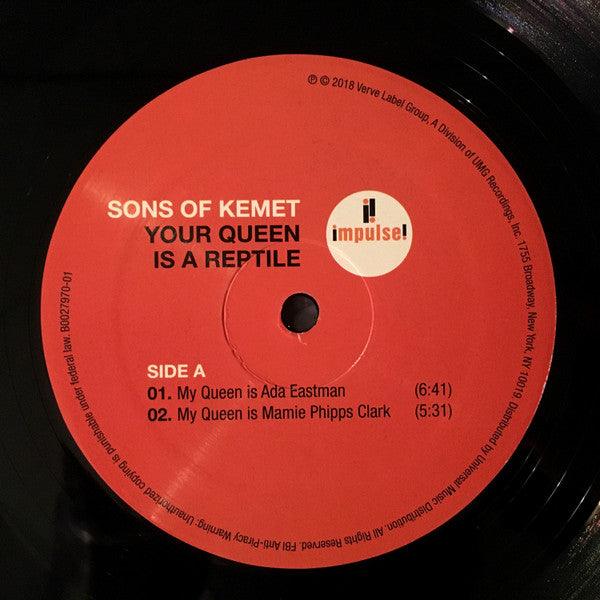 ℗ © 2018 Verve Label Group, A Division of UMG Recordings, Inc. 1755 Broadway, New York, NY 10019. Distributed by Universal Music Distribution. All Rights Reserved. FBI Anti-Piracy Warning: Unauthorized copying is punishable under federal law. B0027970-01
SONS OF KEMET
YOUR QUEEN
IS A REPTILE
impulse!
SIDE A
01. My Queen is Ada Eastman (6:41)
02. My Queen is Mamie Phipps Clark (5:31)